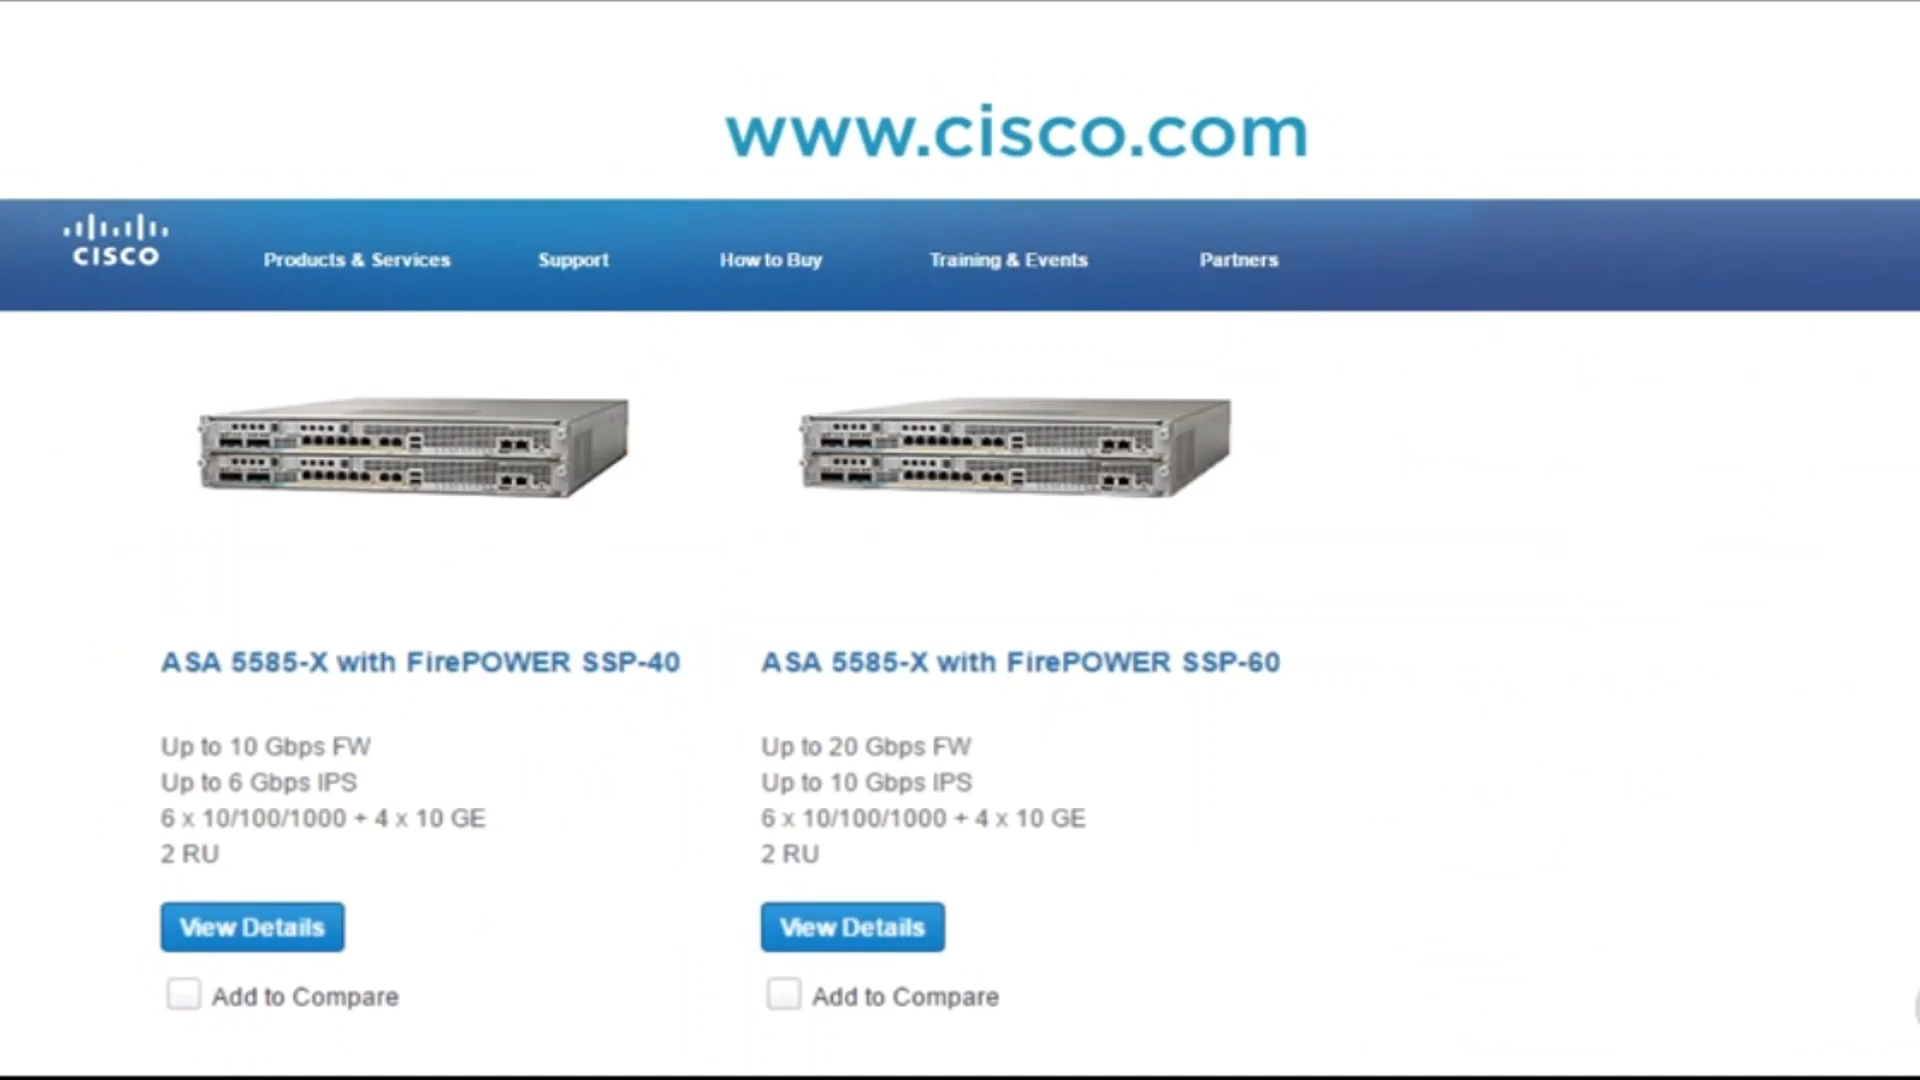 www.cisco.com
CISCO
Products & Services Support How to Buy Training & Events Partners
ASA 5585-X with FirePOWER SSP-40
Up to 10 Gbps FW
Up to 6 Gbps IPS
6 x 10/100/1000 + 4 x 10 GE
2 RU
View Details
Add to Compare
ASA 5585-X with FirePOWER SSP-60
Up to 20 Gbps FW
Up to 10 Gbps IPS
6 x 10/100/1000 + 4 x 10 GE
2 RU
View Details
Add to Compare